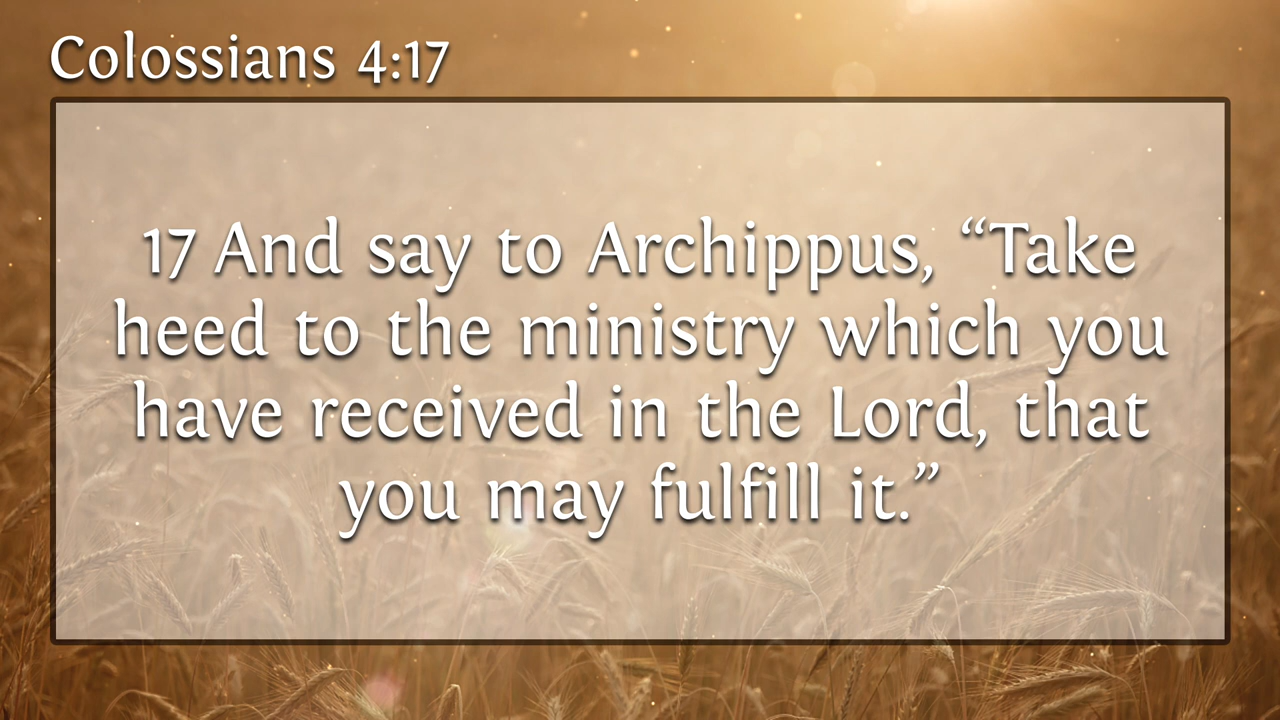 Colossians 4:17
17 And say to Archippus, “Take
heed to the ministry which you
have received in the Lord, that
you may fulfill it.”